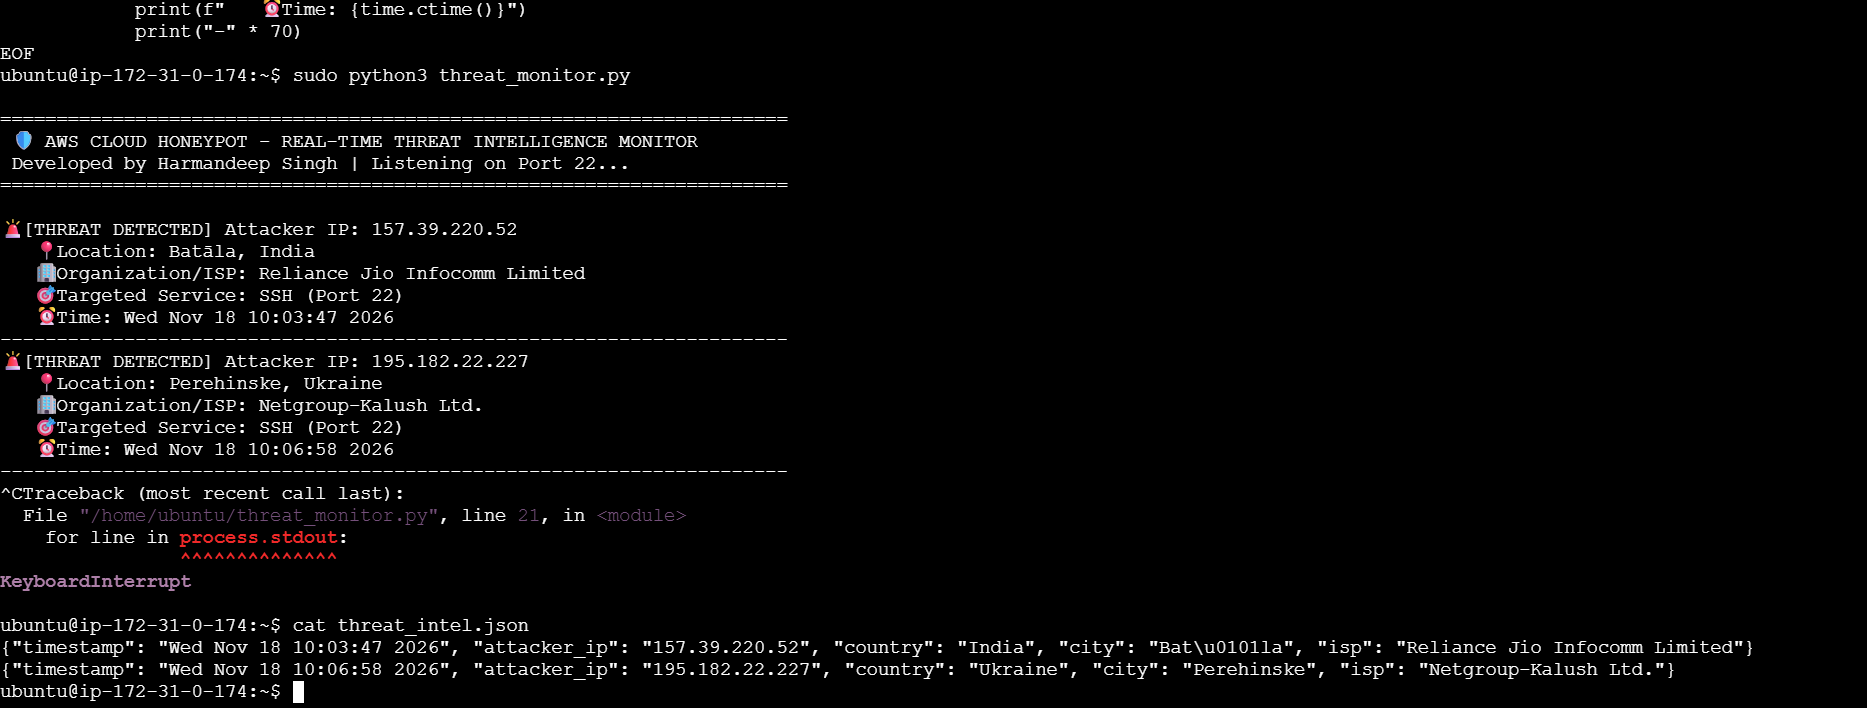 print(f"   ⏰Time: {time.ctime()}")
            print("-" * 70)
EOF
ubuntu@ip-172-31-0-174:~$ sudo python3 threat_monitor.py
======================================================================
 🛡️ AWS CLOUD HONEYPOT - REAL-TIME THREAT INTELLIGENCE MONITOR
 Developed by Harmandeep Singh | Listening on Port 22...
======================================================================
🚨[THREAT DETECTED] Attacker IP: 157.39.220.52
   📍Location: Batāla, India
   🏢Organization/ISP: Reliance Jio Infocomm Limited
   🎯Targeted Service: SSH (Port 22)
   ⏰Time: Wed Nov 18 10:03:47 2026
----------------------------------------------------------------------
🚨[THREAT DETECTED] Attacker IP: 195.182.22.227
   📍Location: Perehinske, Ukraine
   🏢Organization/ISP: Netgroup-Kalush Ltd.
   🎯Targeted Service: SSH (Port 22)
   ⏰Time: Wed Nov 18 10:06:58 2026
----------------------------------------------------------------------
^CTraceback (most recent call last):
  File "/home/ubuntu/threat_monitor.py", line 21, in <module>
    for line in process.stdout:
                ^^^^^^^^^^^^^^
KeyboardInterrupt
ubuntu@ip-172-31-0-174:~$ cat threat_intel.json
{"timestamp": "Wed Nov 18 10:03:47 2026", "attacker_ip": "157.39.220.52", "country": "India", "city": "Bat\u0101la", "isp": "Reliance Jio Infocomm Limited"}
{"timestamp": "Wed Nov 18 10:06:58 2026", "attacker_ip": "195.182.22.227", "country": "Ukraine", "city": "Perehinske", "isp": "Netgroup-Kalush Ltd."}
ubuntu@ip-172-31-0-174:~$